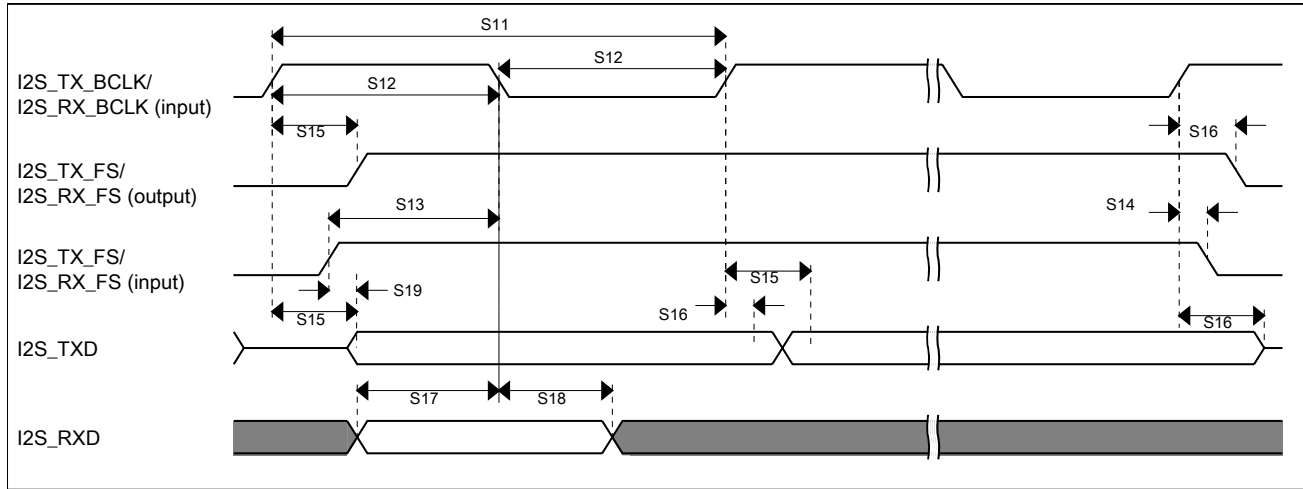 S11
I2S_TX_BCLK/
I2S_RX_BCLK (input)
S12
S12
S15
S16
I2S_TX_FS/
I2S_RX_FS (output)
S13
S14
I2S_TX_FS/
I2S_RX_FS (input)
S15
S19
S15
S16
S16
I2S_TXD
S17
S18
I2S_RXD